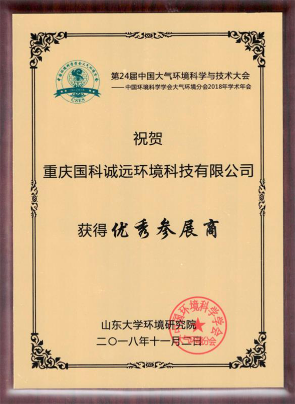 第24届中国大气环境科学与技术大会
——中国环境科学学会大气环境分会2018年学术年会
祝贺
重庆国科诚远环境科技有限公司
获得优秀参展商
山东大学环境研究院
二〇一八年十一月二日
中国环境科学学会